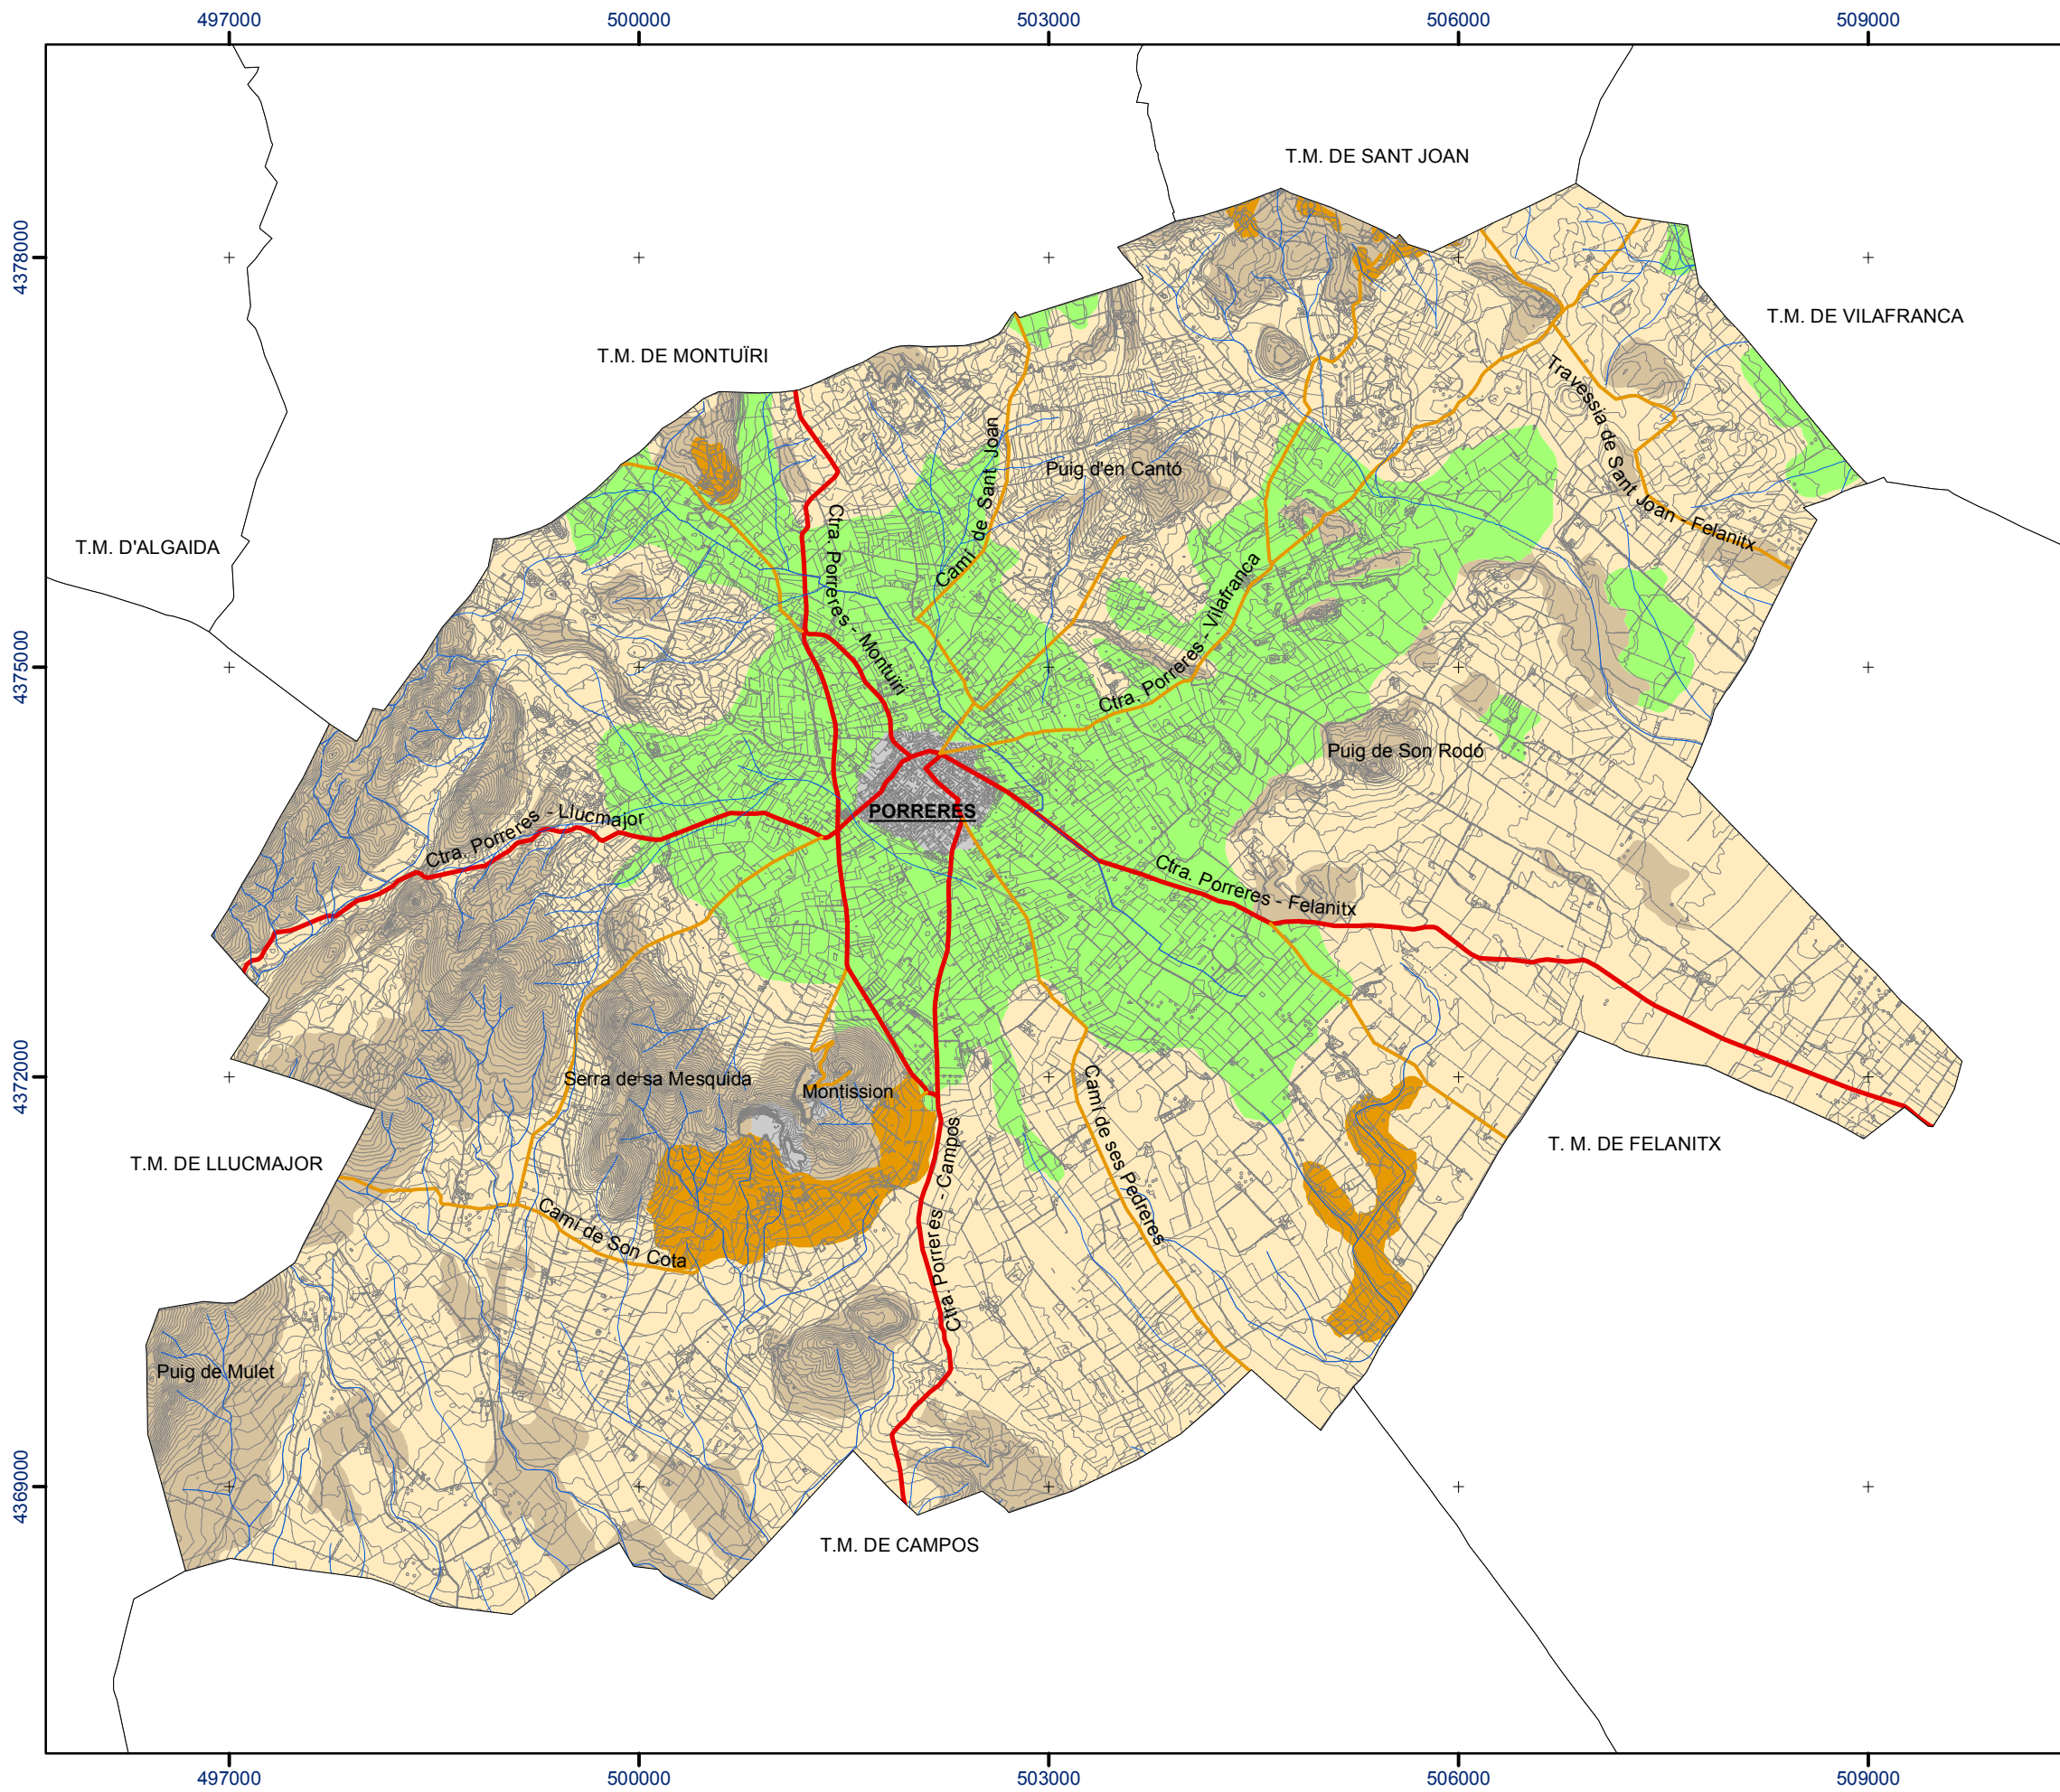 497000 500000 503000 506000 509000
T.M. DE SANT JOAN
4378000
T.M. DE VILAFRANCA
T.M. DE MONTUÏRI
Travessia de Sant Joan - Felanitx
Camí de Sant Joan
Puig d'en Cantó
Ctra. Porreres - Montuïri
T.M. D'ALGAIDA
Ctra. Porreres - Vilafranca
4375000
Puig de Son Rodó
PORRERES
Ctra. Porreres - Llucmajor
Ctra. Porreres - Felanitx
4372000
Serra de sa Mesquida
Montission
Camí de ses Pedreres
T.M. DE LLUCMAJOR
T. M. DE FELANITX
Ctra. Porreres - Campos
Camí de Son Cota
Puig de Mulet
4369000
T.M. DE CAMPOS
497000 500000 503000 506000 509000